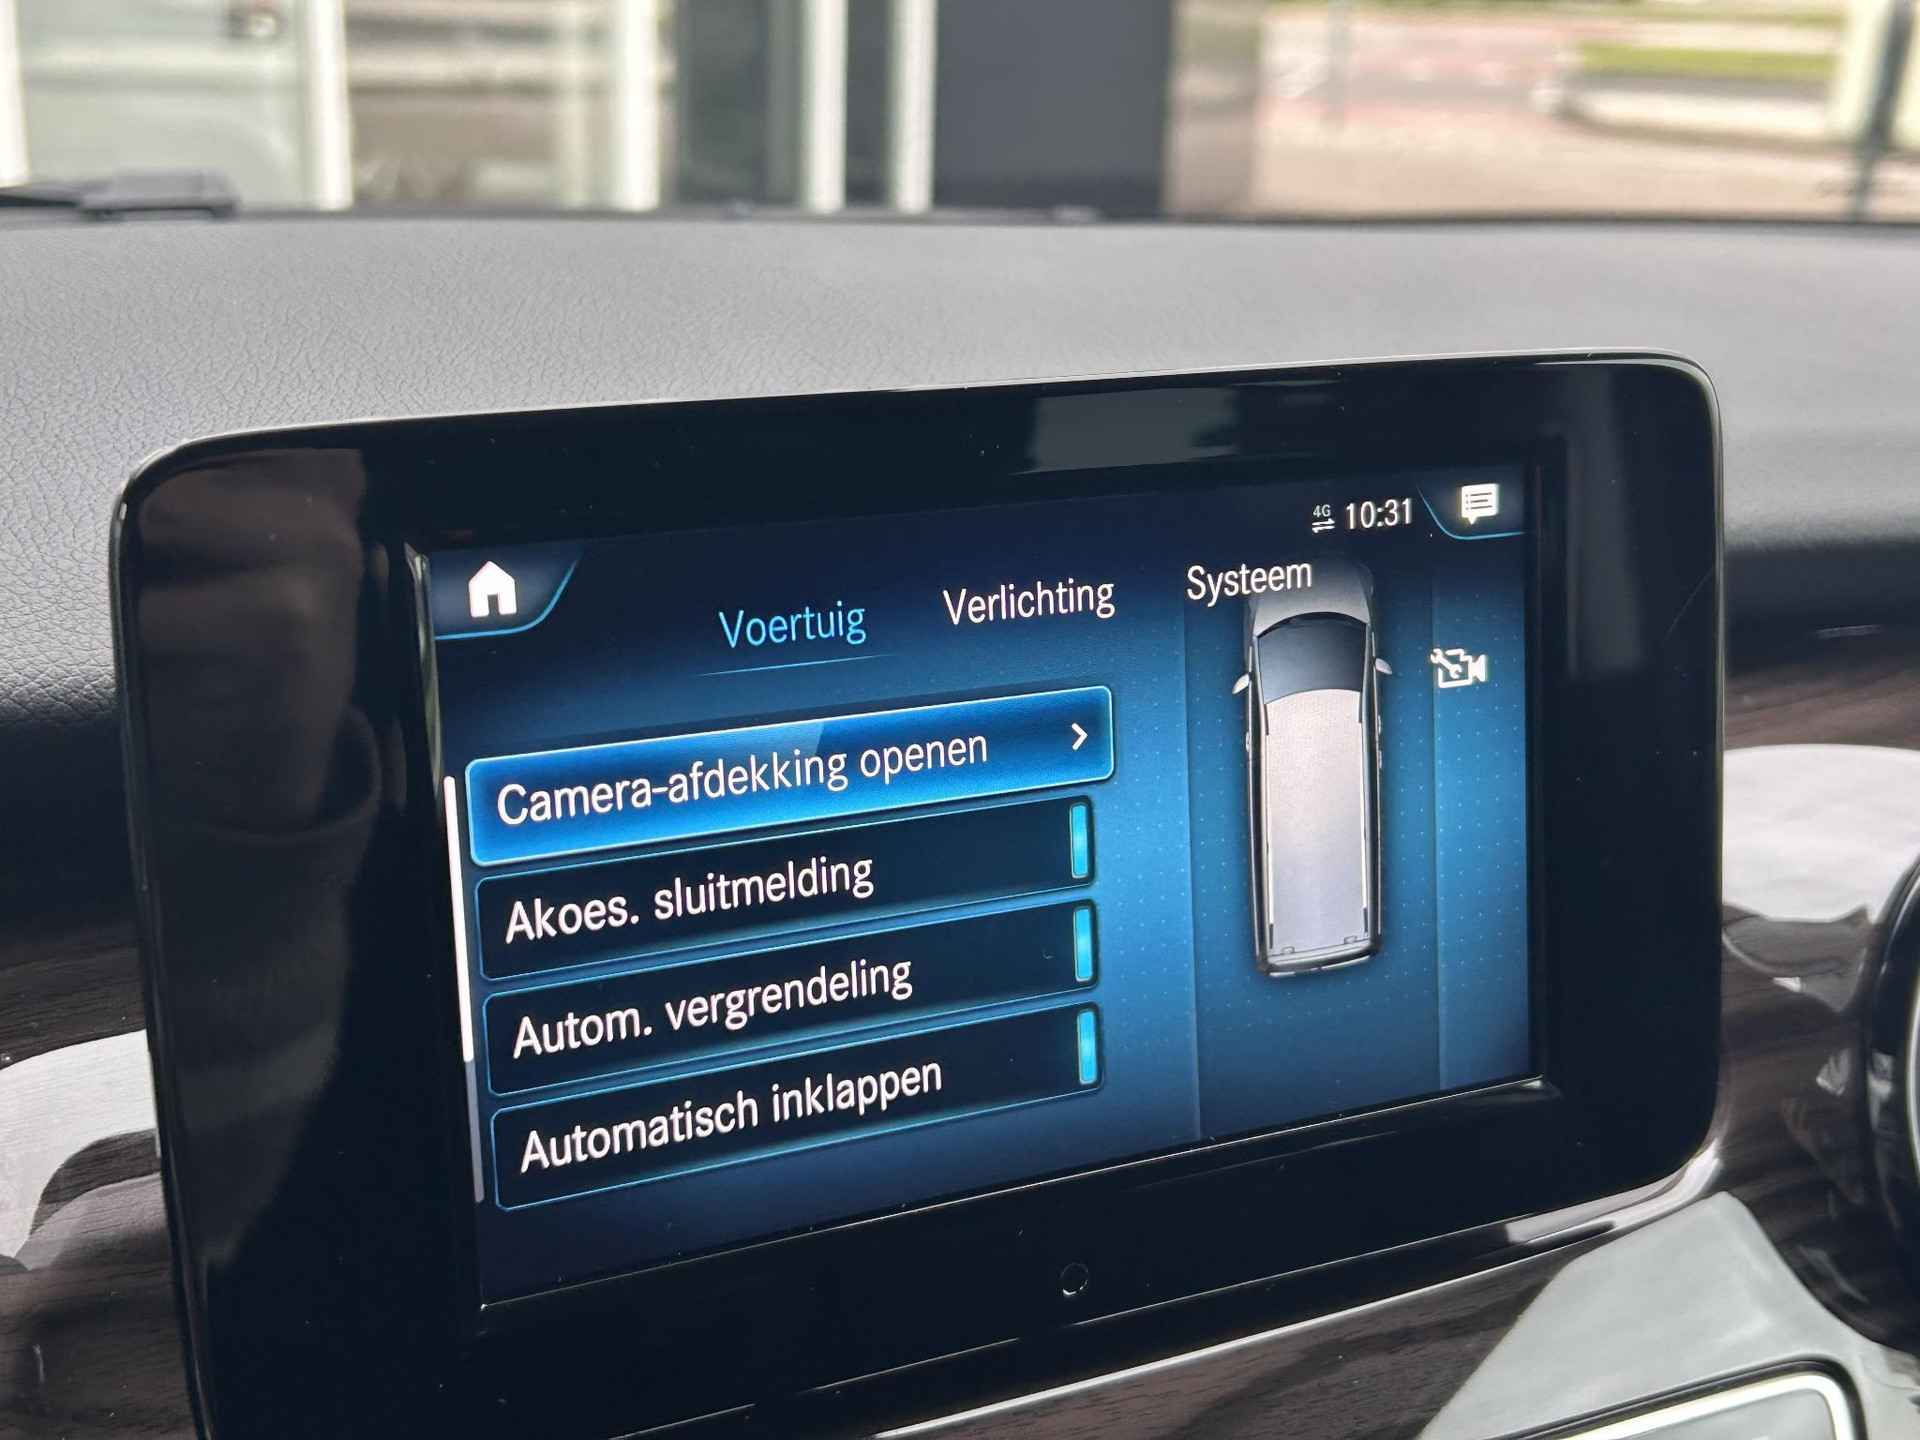 4G 10:31
Voertuig Verlichting Systeem
Camera-afdekking openen
Akoes. sluitmelding
Autom. vergrendeling
Automatisch inklappen